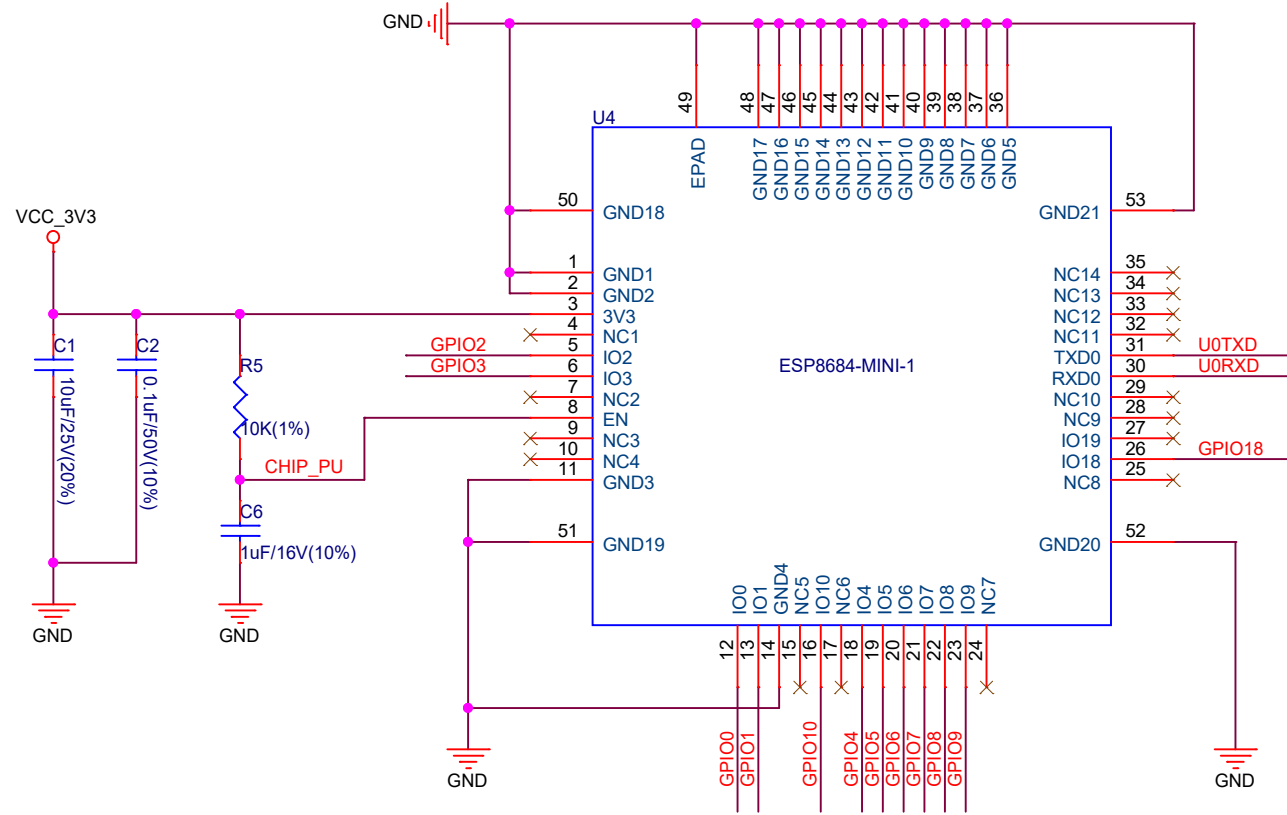 GND
49
48
47
46
45
44
43
42
41
40
39
38
37
36
U4
EPAD
GND17
GND16
GND15
GND14
GND13
GND12
GND11
GND10
GND9
GND8
GND7
GND6
GND5
VCC_3V3
50 GND18
GND21 53
1 GND1
2 GND2
3 3V3
4 NC1
GPIO2 5 IO2
GPIO3 6 IO3
7 NC2
8 EN
9 NC3
10 NC4
11 GND3
51 GND19
ESP8684-MINI-1
NC14 35
NC13 34
NC12 33
NC11 32
TXD0 31 U0TXD
RXD0 30 U0RXD
NC10 29
NC9 28
IO19 27
IO18 26 GPIO18
NC8 25
GND20 52
C1
10uF/25V(20%)
C2
0.1uF/50V(10%)
R5
10K(1%)
CHIP_PU
C6
1uF/16V(10%)
GND
GND
IO0
IO1
GND4
NC5
IO10
NC6
IO4
IO5
IO6
IO7
IO8
IO9
NC7
12
13
14
15
16
17
18
19
20
21
22
23
24
GPIO0
GPIO1
GPIO10
GPIO4
GPIO5
GPIO6
GPIO7
GPIO8
GPIO9
GND
GND